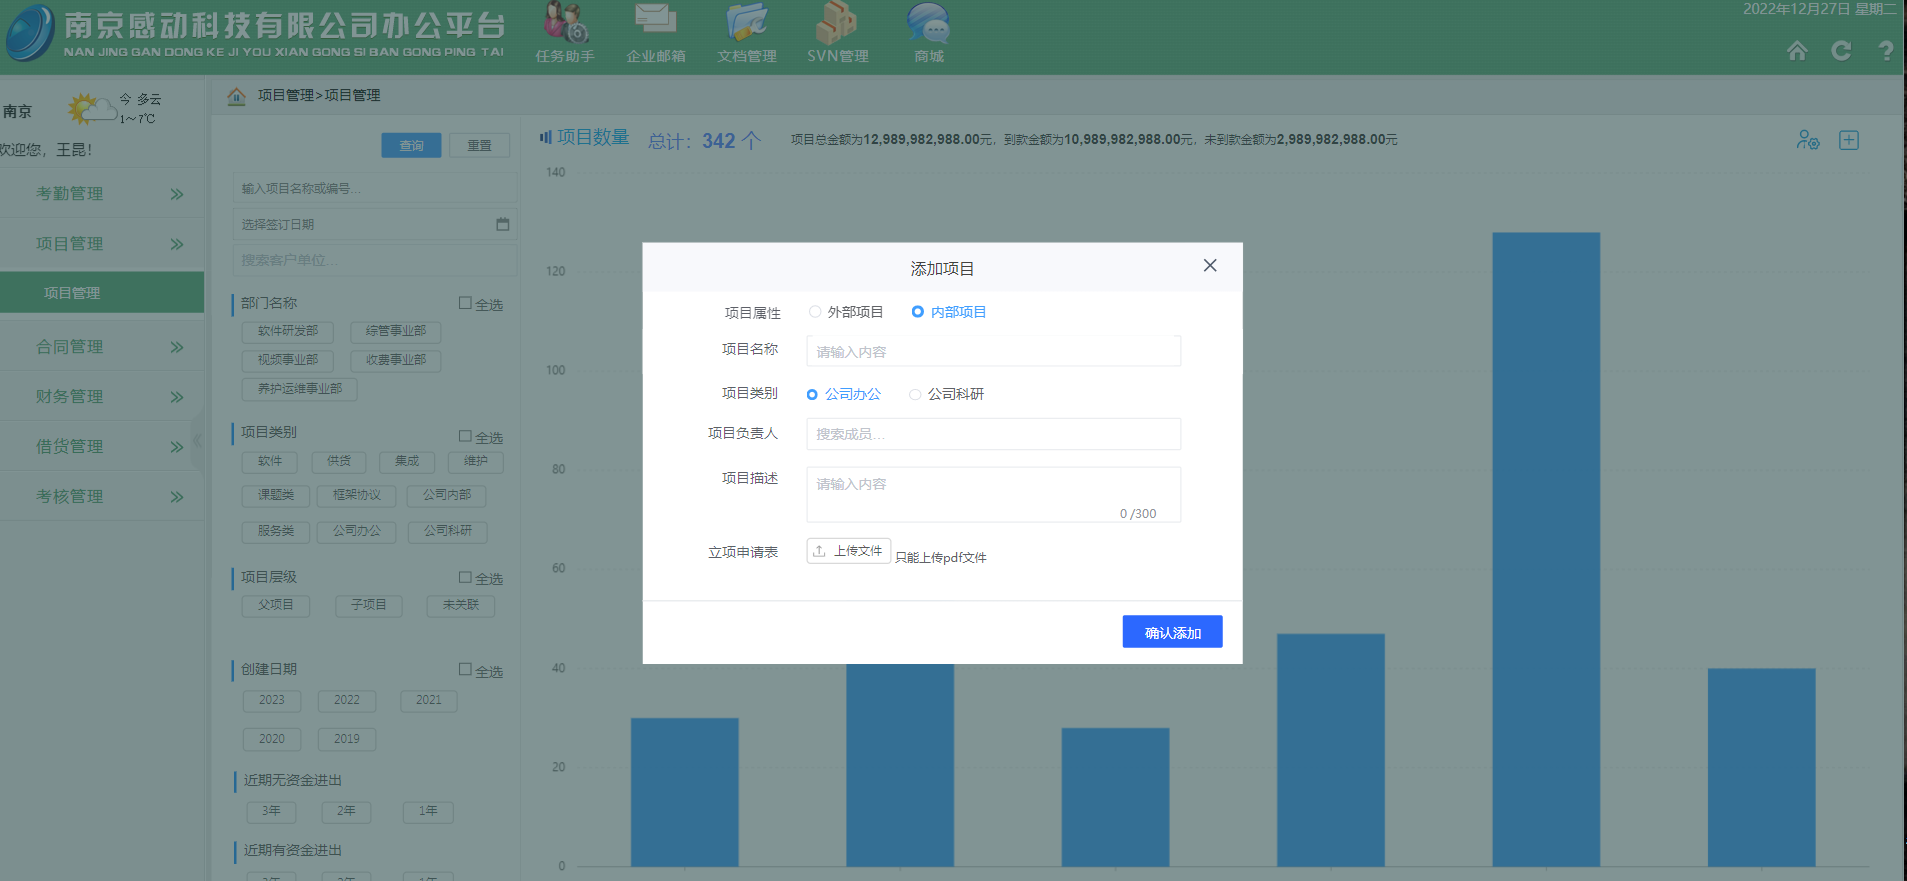 南京感动科技有限公司办公平台
NAN JING GAN DONG KE JI YOU XIAN GONG SI BAN GONG PING TAI
任务助手
企业邮箱
文档管理
SVN管理
商城
2022年12月27日 星期二
南京
今 多云
1～7℃
欢迎您，王昆！
考勤管理
项目管理
项目管理
合同管理
财务管理
借货管理
考核管理
项目管理>项目管理
查询
重置
输入项目名称或编号...
选择签订日期
搜索客户单位...
部门名称
全选
软件研发部
综管事业部
视频事业部
收费事业部
养护运维事业部
项目类别
全选
软件
供货
集成
维护
课题类
框架协议
公司内部
服务类
公司办公
公司科研
项目层级
全选
父项目
子项目
未关联
创建日期
全选
2023
2022
2021
2020
2019
近期无资金进出
3年
2年
1年
近期有资金进出
3年
2年
1年
项目数量
总计：342 个
项目总金额为12,989,982,988.00元，到款金额为10,989,982,988.00元，未到款金额为2,989,982,988.00元
140
120
100
80
60
40
20
0
添加项目
项目属性
外部项目
内部项目
项目名称
请输入内容
项目类别
公司办公
公司科研
项目负责人
搜索成员...
项目描述
请输入内容
0 /300
立项申请表
上传文件
只能上传pdf文件
确认添加